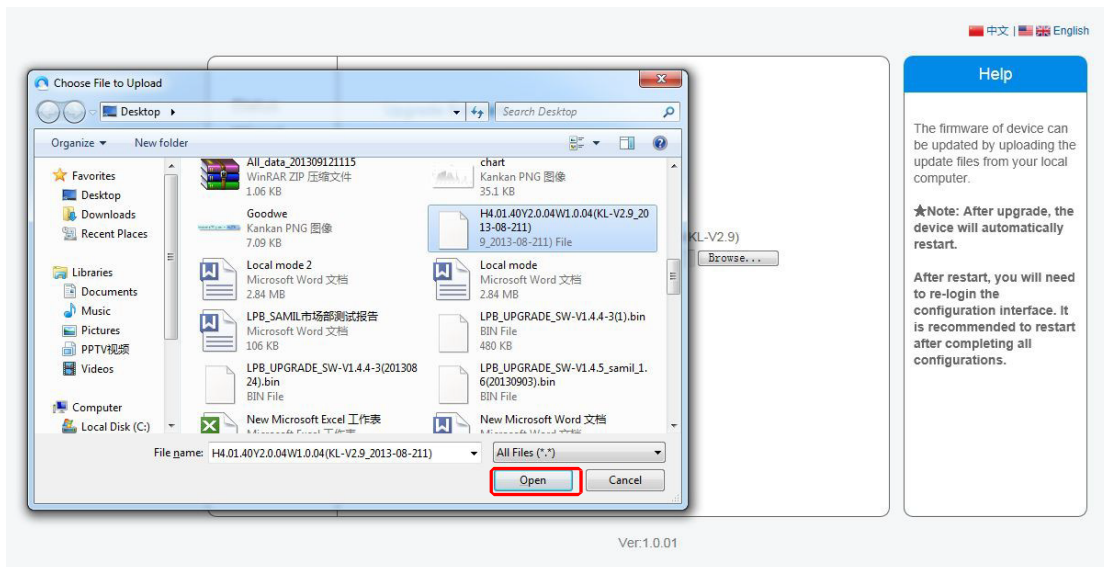 中文 | English
Choose File to Upload
Desktop
Search Desktop
Organize
New folder
Favorites
Desktop
Downloads
Recent Places
Libraries
Documents
Music
Pictures
PPTV视频
Videos
Computer
Local Disk (C:)
All_data_201309121115
WinRAR ZIP 压缩文件
1.06 KB
chart
Kankan PNG 图像
35.1 KB
Goodwe
Kankan PNG 图像
7.09 KB
H4.01.40Y2.0.04W1.0.04(KL-V2.9_20
13-08-211)
9_2013-08-211) File
Local mode 2
Microsoft Word 文档
2.84 MB
Local mode
Microsoft Word 文档
2.84 MB
LPB_SAMIL市场部测试报告
Microsoft Word 文档
106 KB
LPB_UPGRADE_SW-V1.4.4-3(1).bin
BIN File
480 KB
LPB_UPGRADE_SW-V1.4.4-3(201308
24).bin
BIN File
LPB_UPGRADE_SW-V1.4.5_samil_1.
6(20130903).bin
BIN File
New Microsoft Excel 工作表
New Microsoft Word 文档
File name: H4.01.40Y2.0.04W1.0.04(KL-V2.9_2013-08-211)
All Files (*.*)
Open
Cancel
KL-V2.9)
Browse...
Help
The firmware of device can
be updated by uploading the
update files from your local
computer.
★Note: After upgrade, the
device will automatically
restart.
After restart, you will need
to re-login the
configuration interface. It
is recommended to restart
after completing all
configurations.
Ver:1.0.01